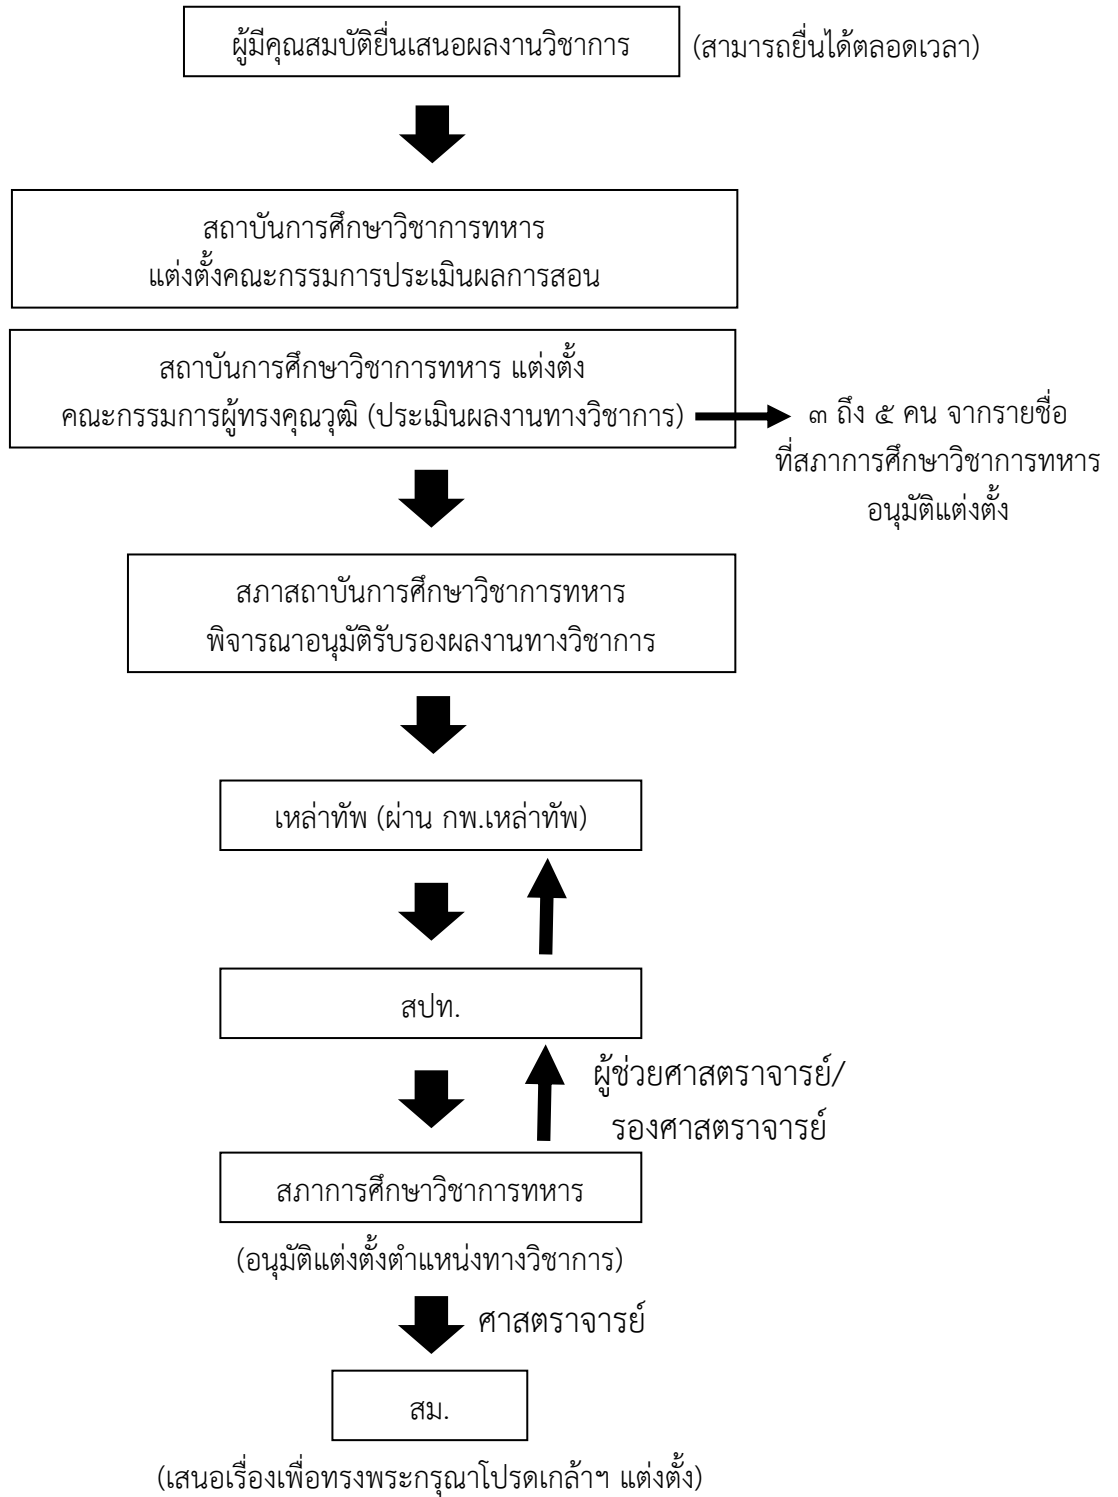 ผู้มีคุณสมบัติยื่นเสนอผลงานวิชาการ (สามารถยื่นได้ตลอดเวลา)
สถาบันการศึกษาวิชาการทหาร
แต่งตั้งคณะกรรมการประเมินผลการสอน
สถาบันการศึกษาวิชาการทหาร แต่งตั้ง
คณะกรรมการผู้ทรงคุณวุฒิ (ประเมินผลงานทางวิชาการ)
๓ ถึง ๕ คน จากรายชื่อ
ที่สภาการศึกษาวิชาการทหาร
อนุมัติแต่งตั้ง
สภาสถาบันการศึกษาวิชาการทหาร
พิจารณาอนุมัติรับรองผลงานทางวิชาการ
เหล่าทัพ (ผ่าน กพ.เหล่าทัพ)
สปท.
ผู้ช่วยศาสตราจารย์/
รองศาสตราจารย์
สภาการศึกษาวิชาการทหาร
(อนุมัติแต่งตั้งตำแหน่งทางวิชาการ)
ศาสตราจารย์
สม.
(เสนอเรื่องเพื่อทรงพระกรุณาโปรดเกล้าฯ แต่งตั้ง)